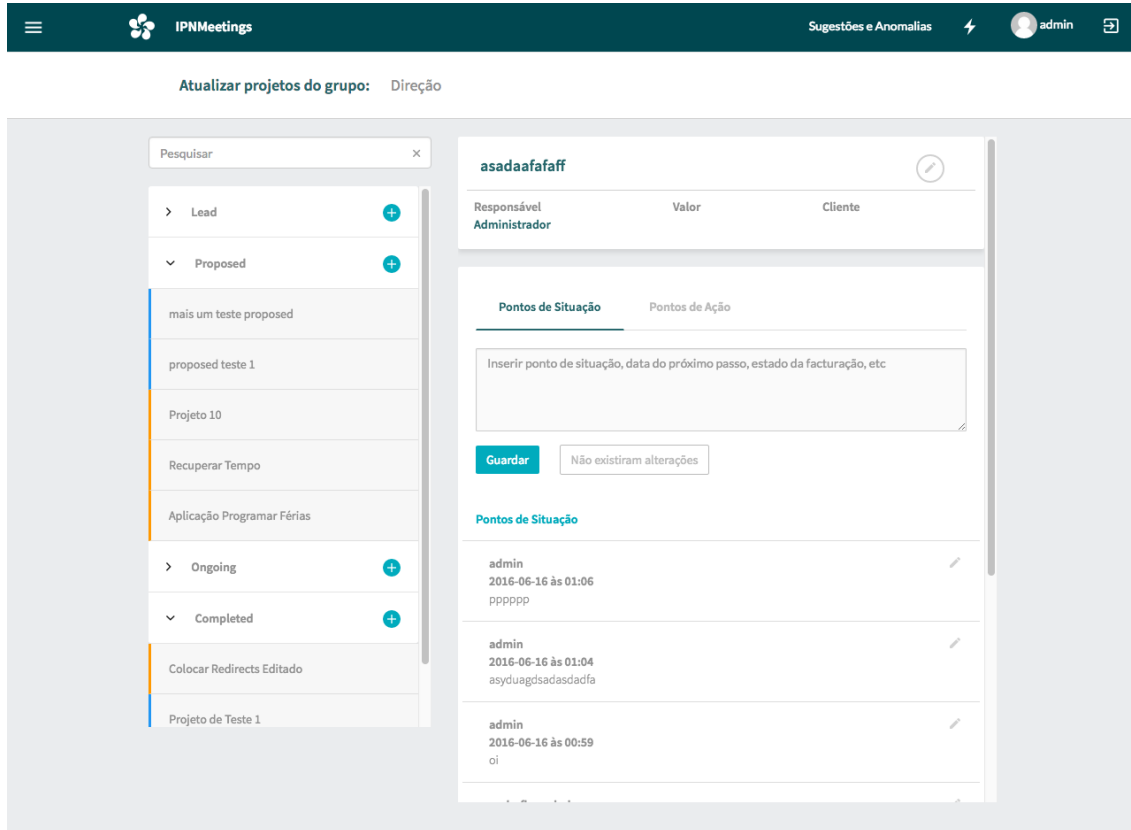 IPNMeetings
Sugestões e Anomalias
admin
Atualizar projetos do grupo: Direção
Pesquisar
Lead
Proposed
mais um teste proposed
proposed teste 1
Projeto 10
Recuperar Tempo
Aplicação Programar Férias
Ongoing
Completed
Colocar Redirects Editado
Projeto de Teste 1
asadaafafaff
Responsável Valor Cliente
Administrador
Pontos de Situação Pontos de Ação
Inserir ponto de situação, data do próximo passo, estado da facturação, etc
Guardar Não existiram alterações
Pontos de Situação
admin
2016-06-16 às 01:06
pppppp
admin
2016-06-16 às 01:04
asyduagdsadasdadfa
admin
2016-06-16 às 00:59
oi